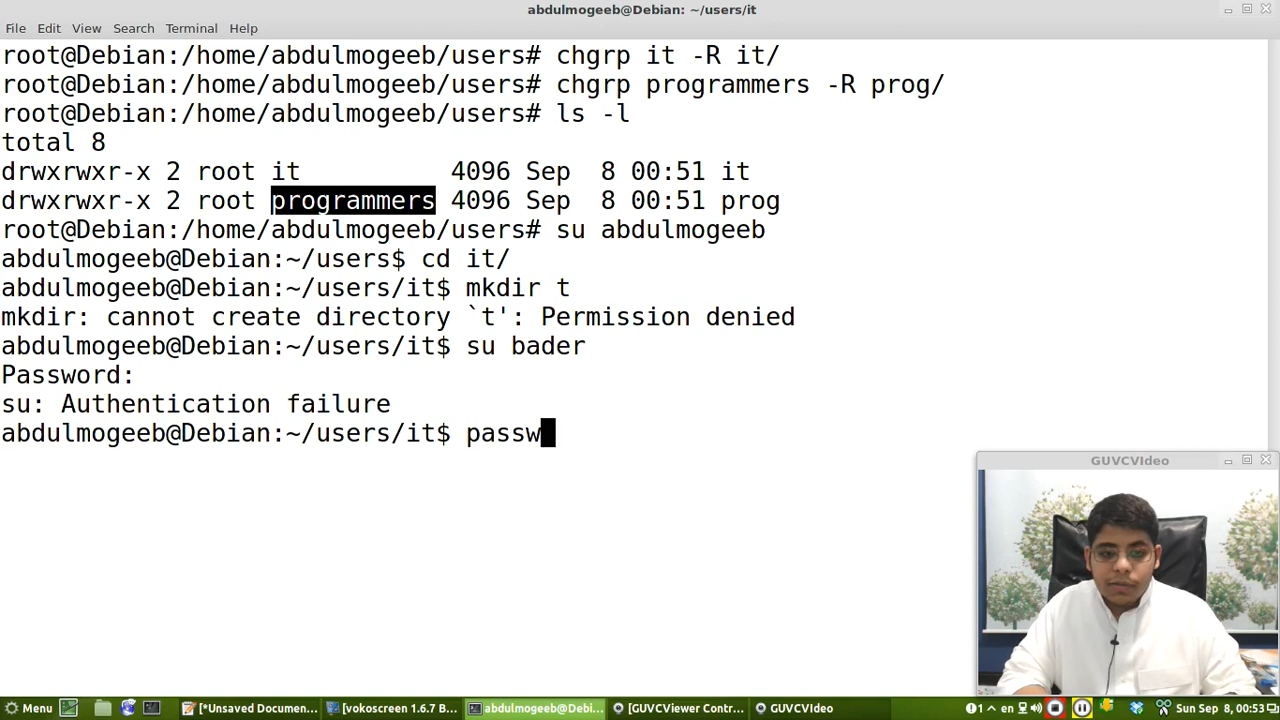 abdulmogeeb@Debian: ~/users/it
File Edit View Search Terminal Help
root@Debian:/home/abdulmogeeb/users# chgrp it -R it/
root@Debian:/home/abdulmogeeb/users# chgrp programmers -R prog/
root@Debian:/home/abdulmogeeb/users# ls -l
total 8
drwxrwxr-x 2 root it          4096 Sep  8 00:51 it
drwxrwxr-x 2 root programmers 4096 Sep  8 00:51 prog
root@Debian:/home/abdulmogeeb/users# su abdulmogeeb
abdulmogeeb@Debian:~/users$ cd it/
abdulmogeeb@Debian:~/users/it$ mkdir t
mkdir: cannot create directory `t': Permission denied
abdulmogeeb@Debian:~/users/it$ su bader
Password:
su: Authentication failure
abdulmogeeb@Debian:~/users/it$ passw
GUVCVIdeo
Menu [*Unsaved Documen... [vokoscreen 1.6.7 B... abdulmogeeb@Debi... [GUVCViewer Contr... GUVCVIdeo 1 en Sun Sep 8, 00:53